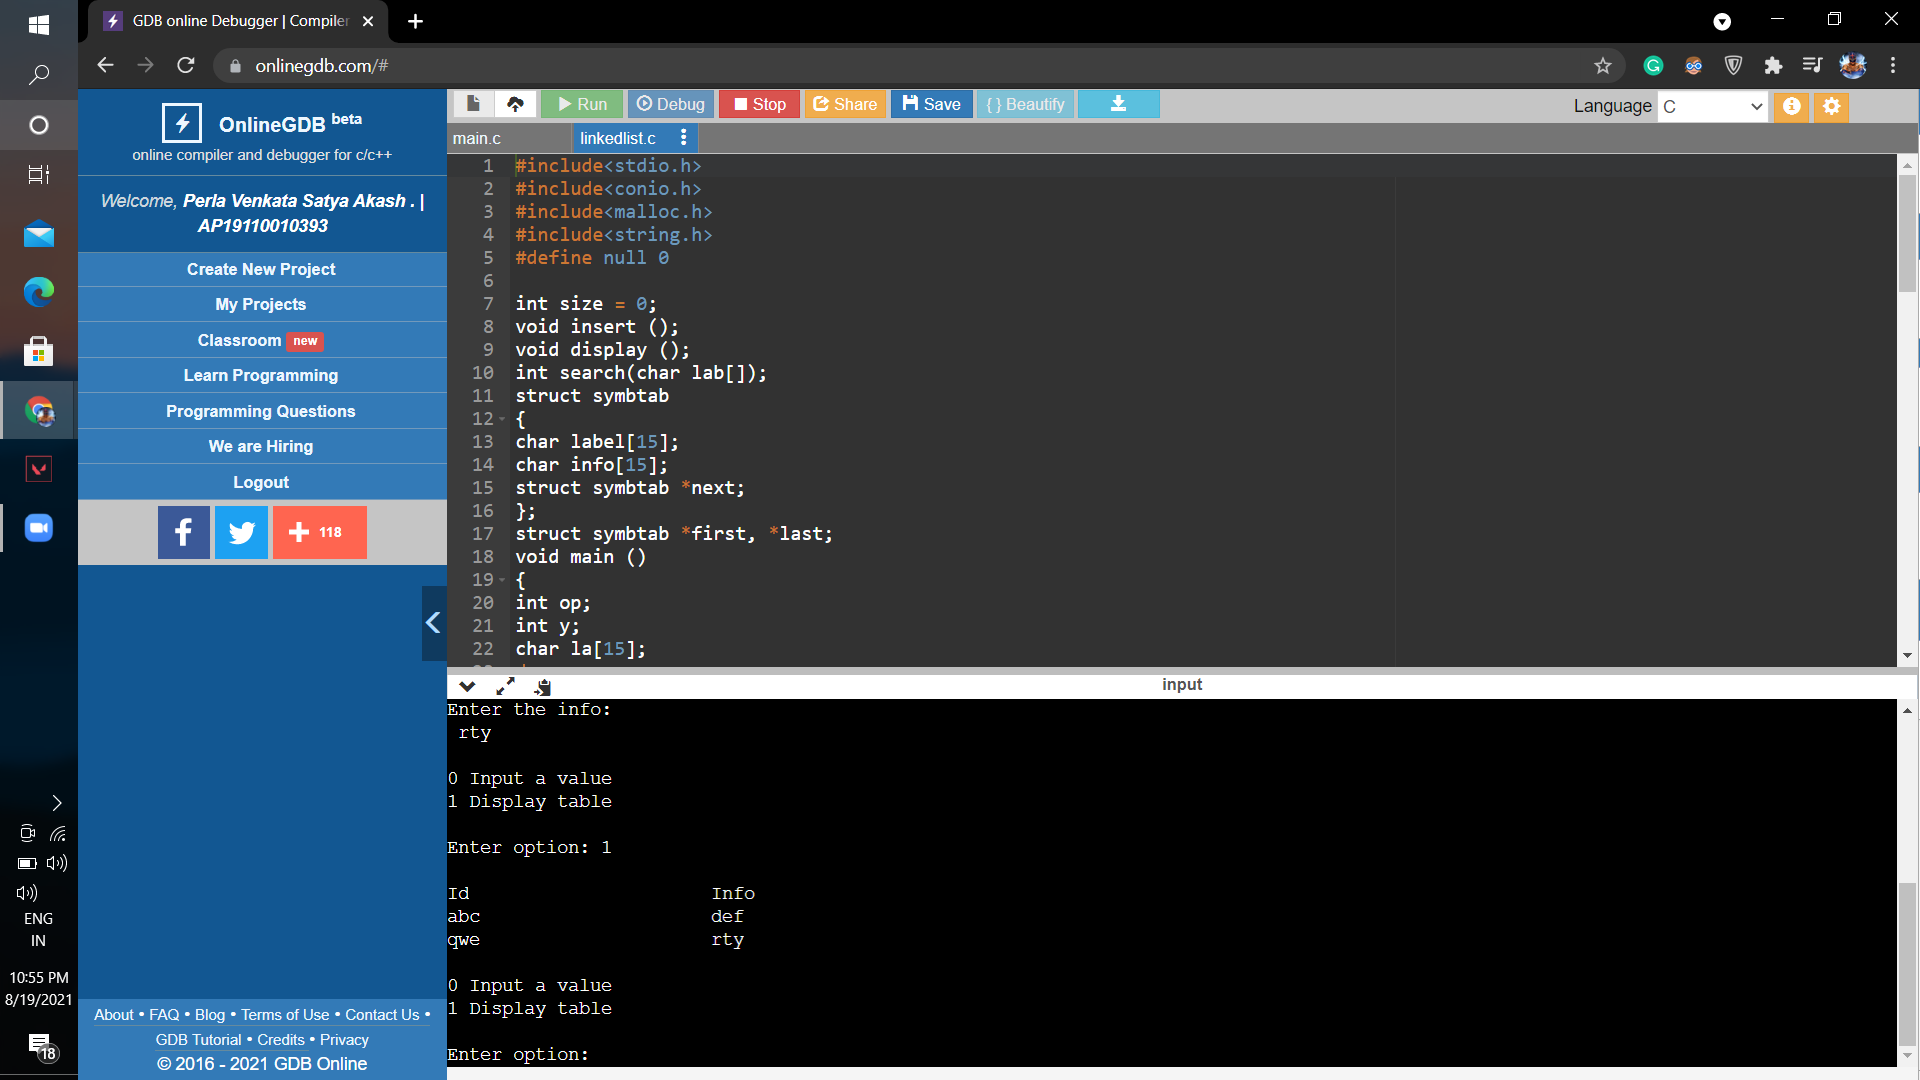 GDB online Debugger | Compiler
onlinegdb.com/#
OnlineGDB beta
online compiler and debugger for c/c++
Welcome, Perla Venkata Satya Akash . |
AP19110010393
Create New Project
My Projects
Classroom new
Learn Programming
Programming Questions
We are Hiring
Logout
118
About • FAQ • Blog • Terms of Use • Contact Us •
GDB Tutorial • Credits • Privacy
© 2016 - 2021 GDB Online
Run Debug Stop Share Save { } Beautify
Language C
main.c linkedlist.c
1 #include<stdio.h>
2 #include<conio.h>
3 #include<malloc.h>
4 #include<string.h>
5 #define null 0
6
7 int size = 0;
8 void insert ();
9 void display ();
10 int search(char lab[]);
11 struct symbtab
12 {
13 char label[15];
14 char info[15];
15 struct symbtab *next;
16 };
17 struct symbtab *first, *last;
18 void main ()
19 {
20 int op;
21 int y;
22 char la[15];
input
Enter the info:
rty
0 Input a value
1 Display table
Enter option: 1
Id Info
abc def
qwe rty
0 Input a value
1 Display table
Enter option:
ENG
IN
10:55 PM
8/19/2021
18